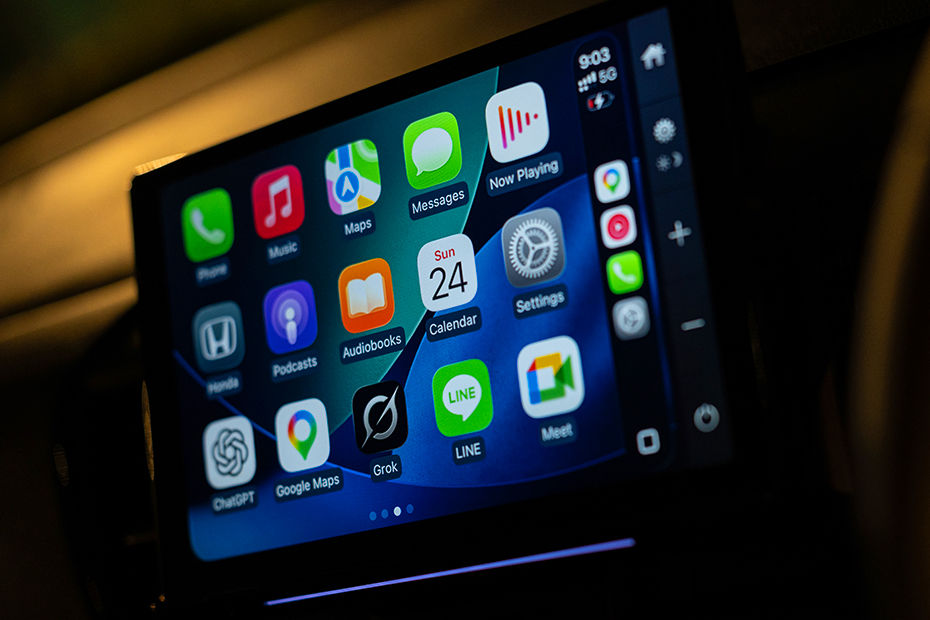 9:03
5G
Phone
Music
Maps
Messages
Now Playing
Honda
Podcasts
Audiobooks
Sun
24
Calendar
Settings
ChatGPT
Google Maps
Grok
LINE
LINE
Meet